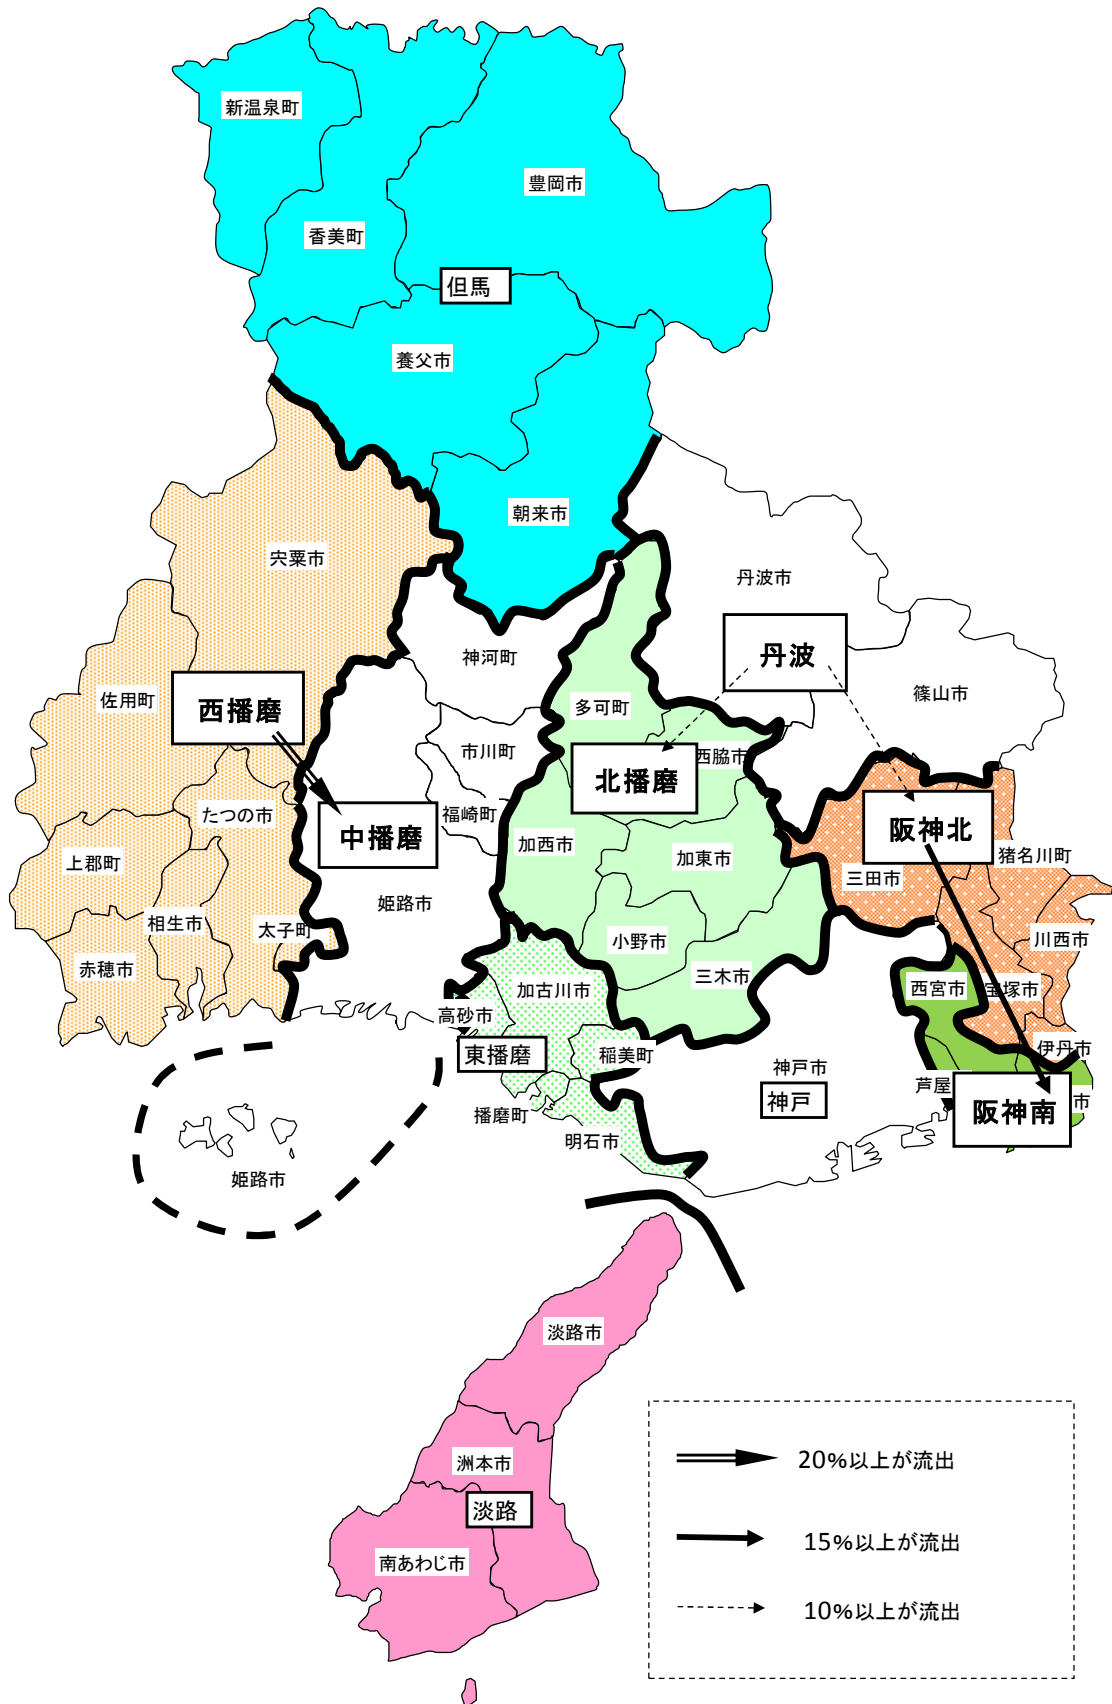 新温泉町
豊岡市
香美町
但馬
養父市
朝来市
宍粟市
丹波市
丹波
神河町
篠山市
佐用町
西播磨
多可町
市川町
西脇市
北播磨
たつの市
福崎町
中播磨
阪神北
加西市
加東市
猪名川町
上郡町
三田市
姫路市
相生市
太子町
小野市
川西市
赤穂市
三木市
西宮市
宝塚市
加古川市
高砂市
東播磨
稲美町
神戸市
伊丹市
芦屋
神戸
市
播磨町
阪神南
明石市
姫路市
淡路市
洲本市
淡路
南あわじ市
20%以上が流出
15%以上が流出
10%以上が流出